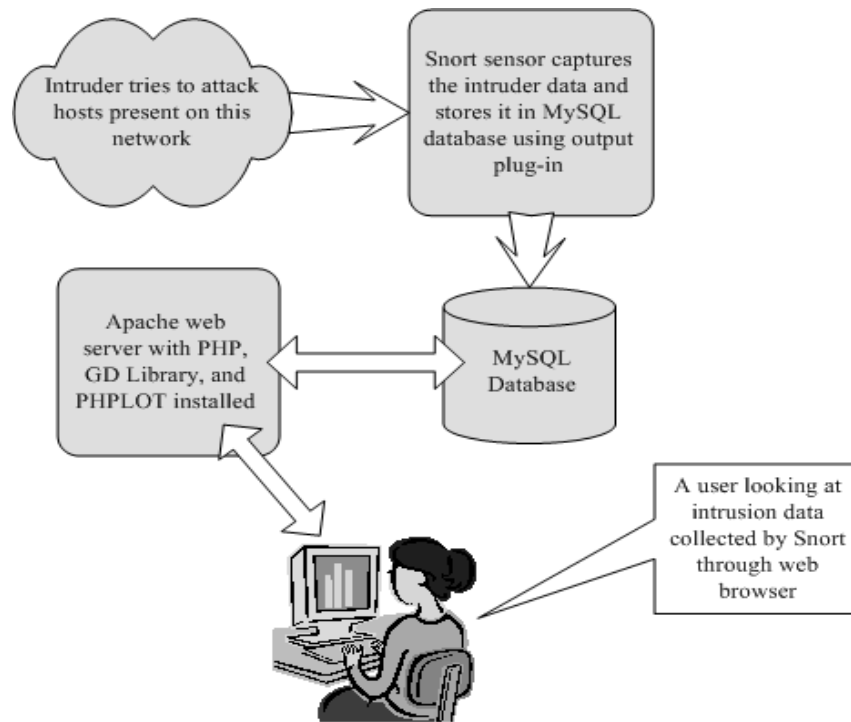 Intruder tries to attack
hosts present on this
network
Snort sensor captures
the intruder data and
stores it in MySQL
database using output
plug-in
Apache web
server with PHP,
GD Library, and
PHPLOT installed
MySQL
Database
A user looking at
intrusion data
collected by Snort
through web
browser